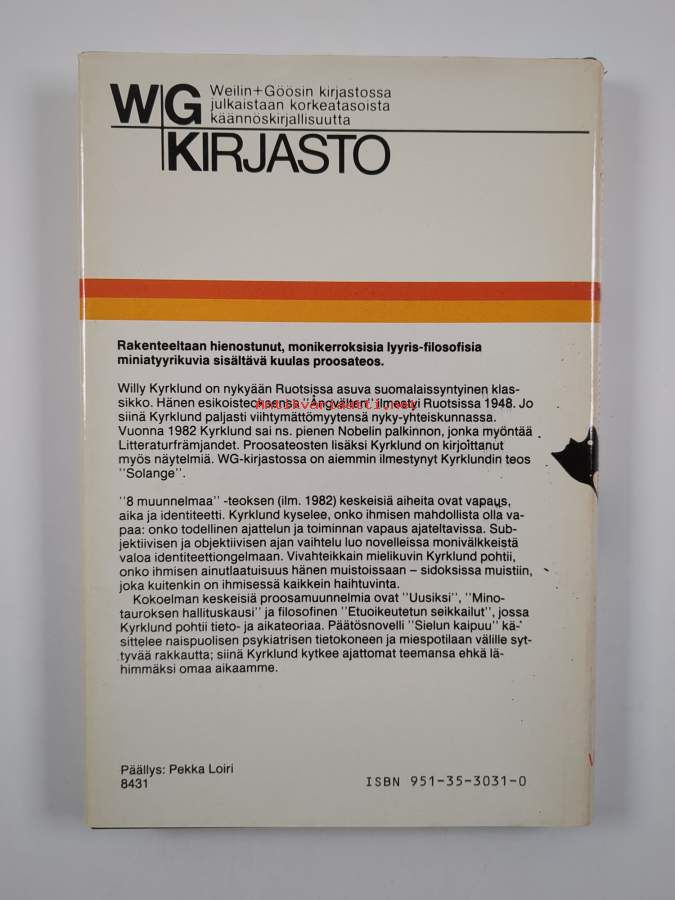 Weilin+Göösin kirjastossa
julkaistaan korkeatasoista
käännöskirjallisuutta
W+G
KIRJASTO
Rakenteeltaan hienostunut, monikerroksisia lyyris-filosofisia
miniatyyrikuvia sisältävä kuulas proosateos.
Willy Kyrklund on nykyään Ruotsissa asuva suomalaissyntyinen klas-
sikko. Hänen esikoisteoksensa "Ångvälten" ilmestyi Ruotsissa 1948. Jo
antikvariaatti.net
siinä Kyrklund paljasti viihtymättömyytensä nyky-yhteiskunnassa.
Vuonna 1982 Kyrklund sai ns. pienen Nobelin palkinnon, jonka myöntää
Litteraturfrämjandet. Proosateosten lisäksi Kyrklund on kirjoittanut
myös näytelmiä. WG-kirjastossa on aiemmin ilmestynyt Kyrklundin teos
"Solange".
"8 muunnelmaa" -teoksen (ilm. 1982) keskeisiä aiheita ovat vapaus,
aika ja identiteetti. Kyrklund kyselee, onko ihmisen mahdollista olla va-
paa: onko todellinen ajattelun ja toiminnan vapaus ajateltavissa. Sub-
jektiivisen ja objektiivisen ajan vaihtelu luo novelleissa monivälkkeistä
valoa identiteettiongelmaan. Vivahteikkain mielikuvin Kyrklund pohtii,
onko ihmisen ainutlaatuisuus hänen muistoissaan – sidoksissa muistiin,
joka kuitenkin on ihmisessä kaikkein haihtuvinta.
Kokoelman keskeisiä proosamuunnelmia ovat "Uusiksi", "Mino-
tauroksen hallituskausi" ja filosofinen "Etuoikeutetun seikkailut", jossa
Kyrklund pohtii tieto- ja aikateoriaa. Päätösnovelli "Sielun kaipuu" kä-
sittelee naispuolisen psykiatrisen tietokoneen ja miespotilaan välille syt-
tyvää rakkautta; siinä Kyrklund kytkee ajattomat teemansa ehkä lä-
himmäksi omaa aikaamme.
Päällys: Pekka Loiri
8431
ISBN 951-35-3031-0